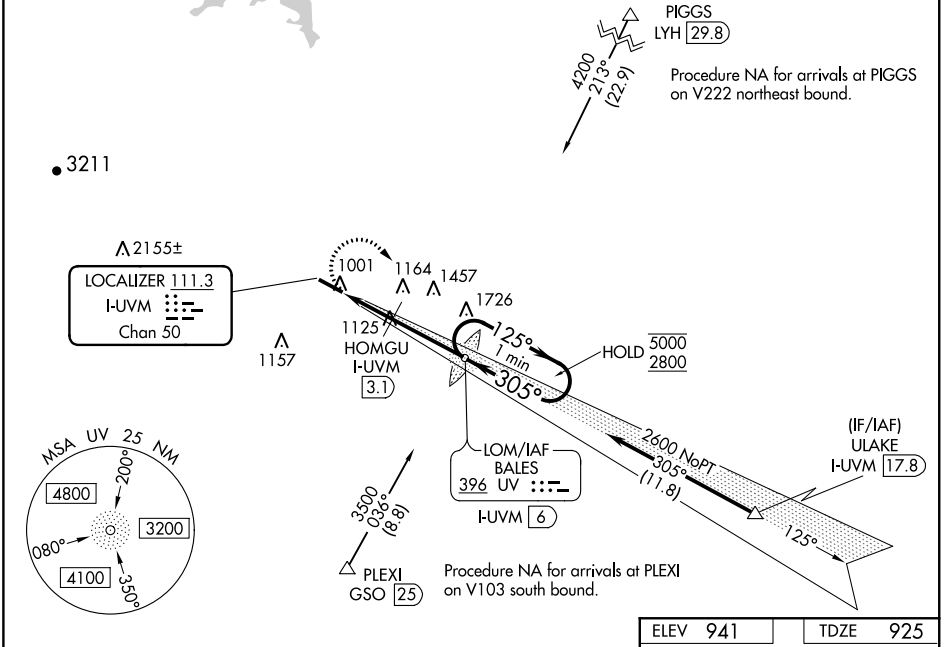 PIGGS
LYH 29.8
4200
213°
(22.9)
Procedure NA for arrivals at PIGGS
on V222 northeast bound.
3211
2155±
LOCALIZER 111.3
I-UVM
Chan 50
1001
1164
1457
1726
1125
1157
HOMGU
I-UVM
3.1
125°
1 min
305°
HOLD 5000
2800
(IF/IAF)
ULAKE
I-UVM 17.8
2600 NoPT
305°
(11.8)
125°
LOM/IAF
BALES
396 UV
I-UVM 6
MSA UV 25 NM
200°
4800
3200
080°
4100
350°
3500
036°
(8.8)
PLEXI
GSO 25
Procedure NA for arrivals at PLEXI
on V103 south bound.
ELEV 941
TDZE 925